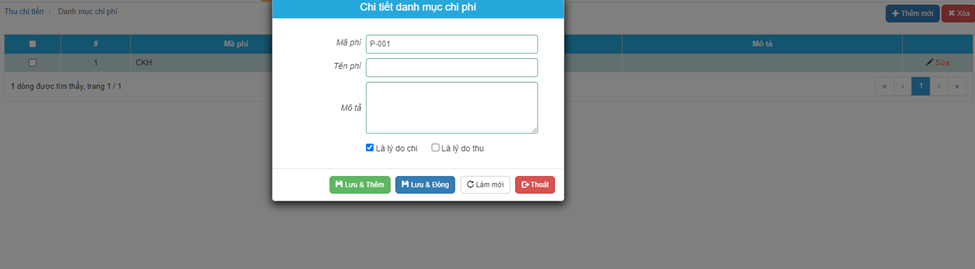 Chi tiết danh mục chi phí
Thu chi tiền / Danh mục chi phí
Thêm mới Xóa
# Mã phí Mô tả
1 CKH Sửa
1 dòng được tìm thấy, trang 1 / 1
« ‹ 1 › »
Mã phí P-001
Tên phí
Mô tả
Là lý do chi Là lý do thu
Lưu & Thêm Lưu & Đóng Làm mới Thoát